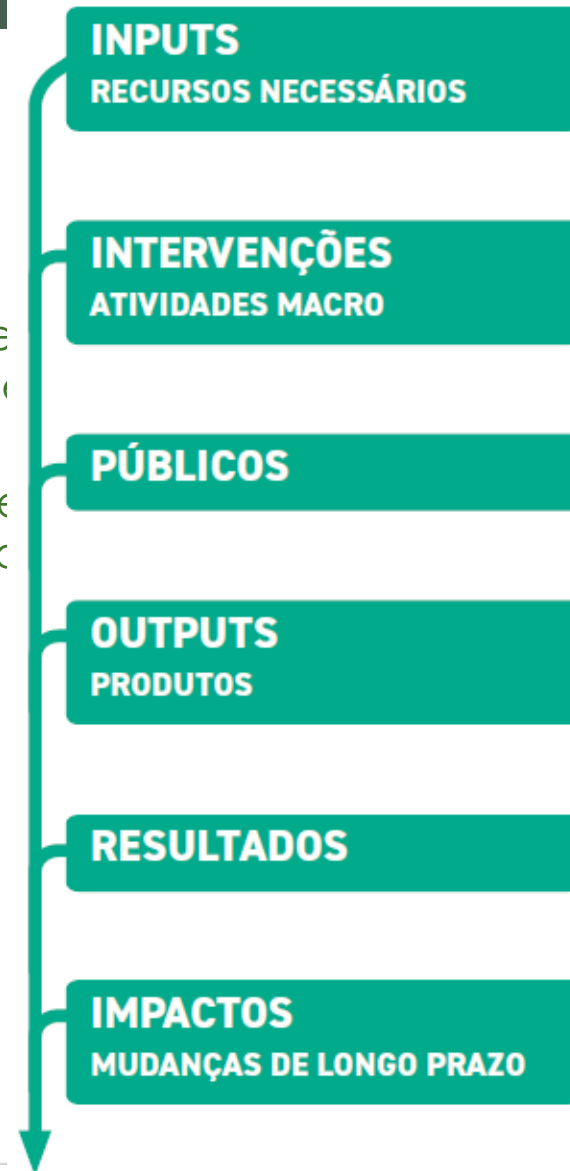 INPUTS
RECURSOS NECESSÁRIOS
INTERVENÇÕES
ATIVIDADES MACRO
PÚBLICOS
OUTPUTS
PRODUTOS
RESULTADOS
IMPACTOS
MUDANÇAS DE LONGO PRAZO